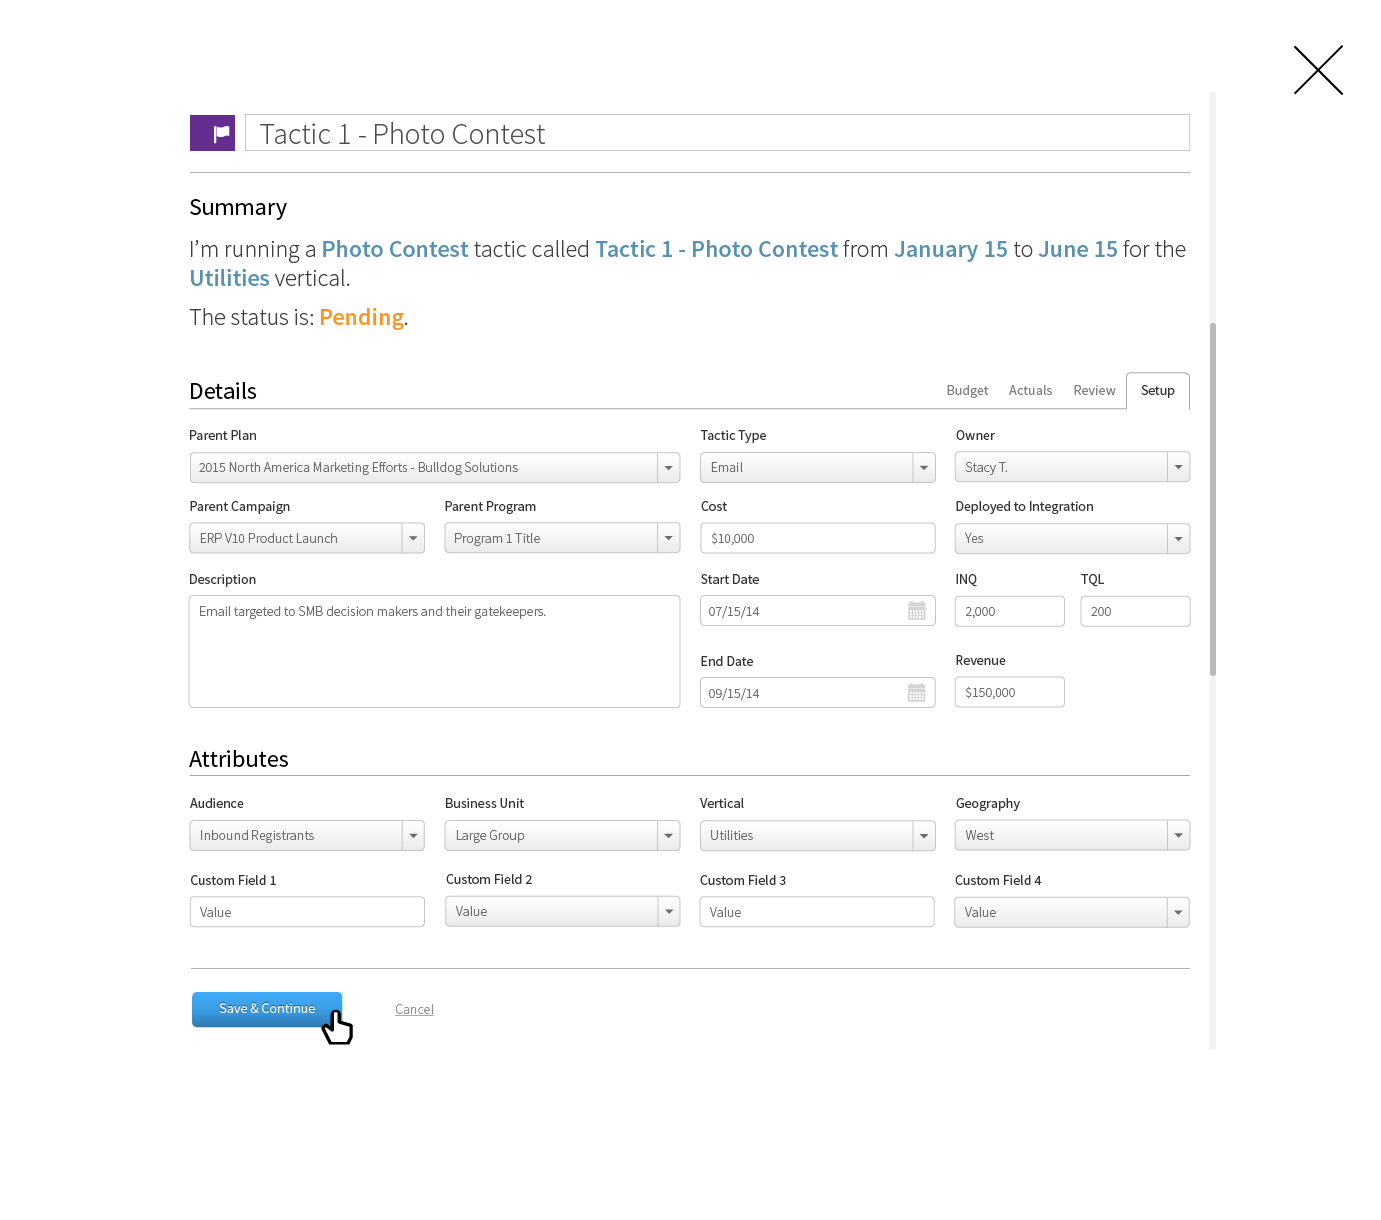 Tactic 1 - Photo Contest
Summary
I’m running a Photo Contest tactic called Tactic 1 - Photo Contest from January 15 to June 15 for the
Utilities vertical.
The status is: Pending.
Details
Budget Actuals Review Setup
Parent Plan Tactic Type Owner
2015 North America Marketing Efforts - Bulldog Solutions Email Stacy T.
Parent Campaign Parent Program Cost Deployed to Integration
ERP V10 Product Launch Program 1 Title $10,000 Yes
Description Start Date INQ TQL
Email targeted to SMB decision makers and their gatekeepers. 07/15/14 2,000 200
End Date Revenue
09/15/14 $150,000
Attributes
Audience Business Unit Vertical Geography
Inbound Registrants Large Group Utilities West
Custom Field 1 Custom Field 2 Custom Field 3 Custom Field 4
Value Value Value Value
Save & Continue Cancel